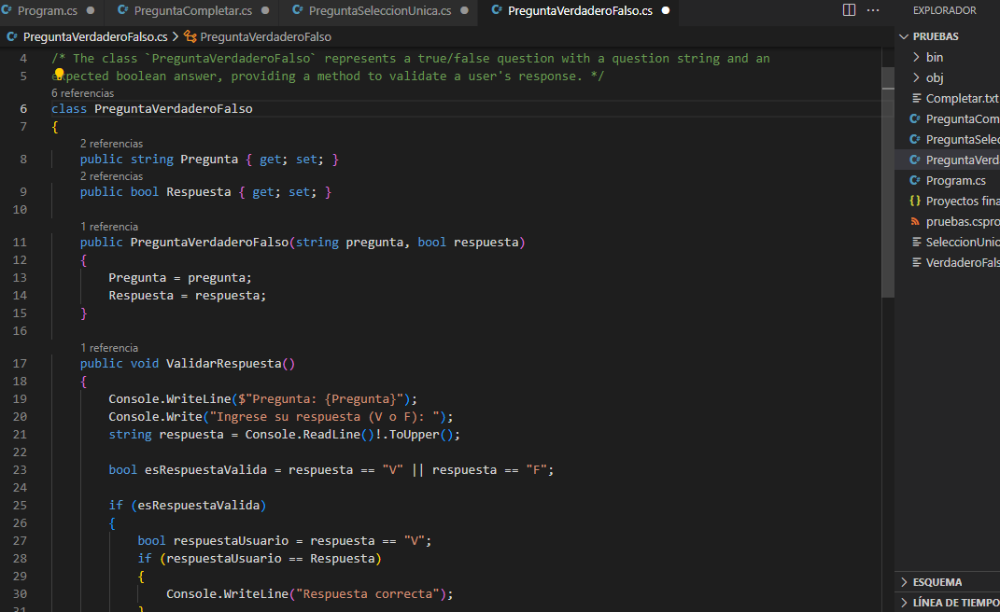 Program.cs
PreguntaCompletar.cs
PreguntaSeleccionUnica.cs
PreguntaVerdaderoFalso.cs
EXPLORADOR
PreguntaVerdaderoFalso.cs > PreguntaVerdaderoFalso
4 /* The class `PreguntaVerdaderoFalso` represents a true/false question with a question string and an
5 expected boolean answer, providing a method to validate a user's response. */
6 referencias
6 class PreguntaVerdaderoFalso
7 {
2 referencias
8 public string Pregunta { get; set; }
2 referencias
9 public bool Respuesta { get; set; }
10
1 referencia
11 public PreguntaVerdaderoFalso(string pregunta, bool respuesta)
12 {
13 Pregunta = pregunta;
14 Respuesta = respuesta;
15 }
16
1 referencia
17 public void ValidarRespuesta()
18 {
19 Console.WriteLine($"Pregunta: {Pregunta}");
20 Console.Write("Ingrese su respuesta (V o F): ");
21 string respuesta = Console.ReadLine()!.ToUpper();
22
23 bool esRespuestaValida = respuesta == "V" || respuesta == "F";
24
25 if (esRespuestaValida)
26 {
27 bool respuestaUsuario = respuesta == "V";
28 if (respuestaUsuario == Respuesta)
29 {
30 Console.WriteLine("Respuesta correcta");
31 }
PRUEBAS
bin
obj
Completar.txt
C# PreguntaCom
C# PreguntaSelec
C# PreguntaVerd
C# Program.cs
{} Proyectos fina
pruebas.cspro
SeleccionUnic
VerdaderoFals
ESQUEMA
LÍNEA DE TIEMPO